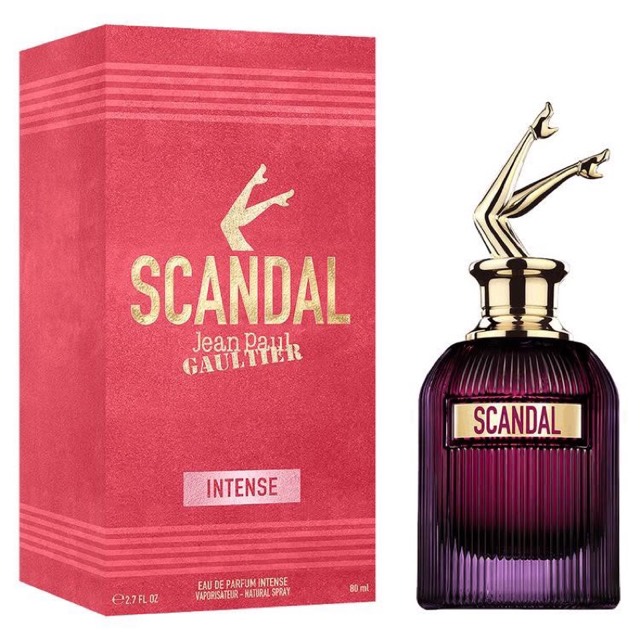 SCANDAL
Jean Paul
GAULTIER
INTENSE
EAU DE PARFUM INTENSE
VAPORISATEUR - NATURAL SPRAY
℮ 2.7 FL OZ
80 ml
SCANDAL